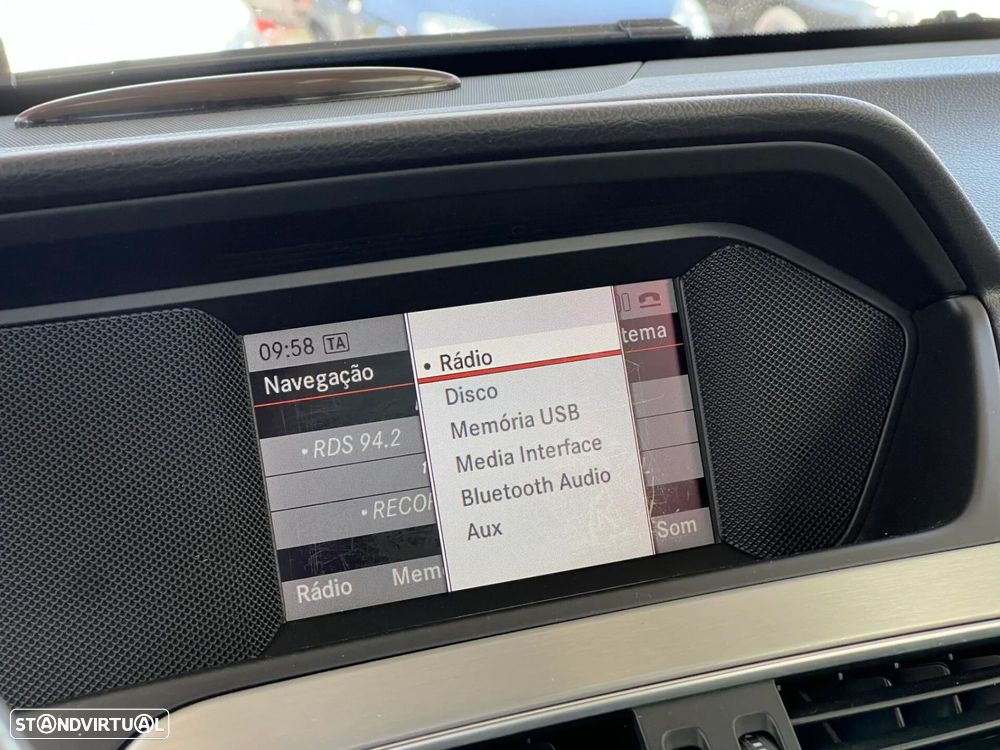 09:58 TA
Navegação
• RDS 94.2
• RECOR
Rádio
Mem
• Rádio
Disco
Memória USB
Media Interface
Bluetooth Audio
Aux
tema
Som
STANDVIRTUAL